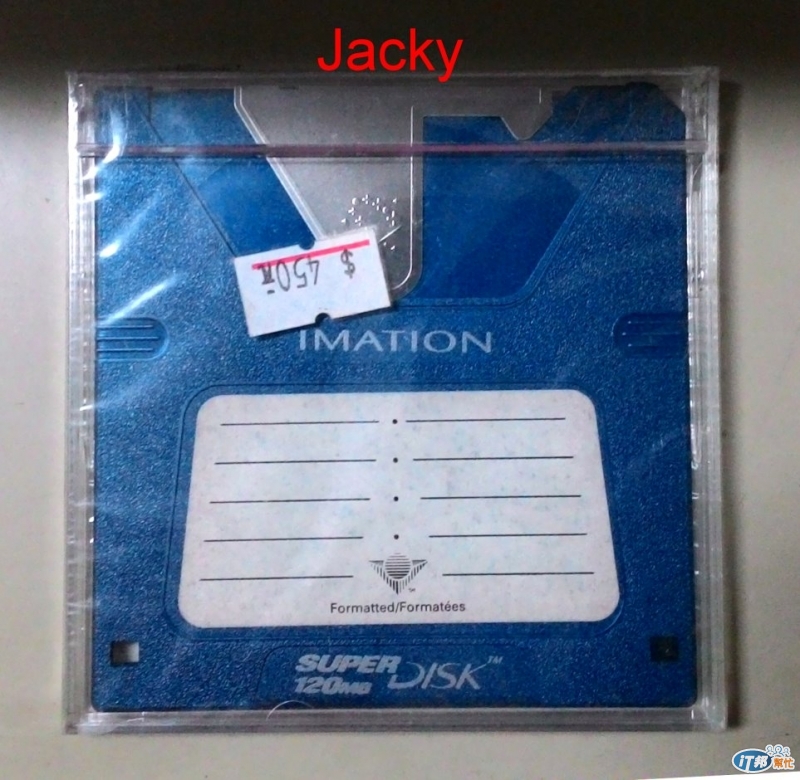 Jacky
$ 450元
IMATION
Formatted/Formatées
SUPER DISK™
120MB
iT邦幫忙